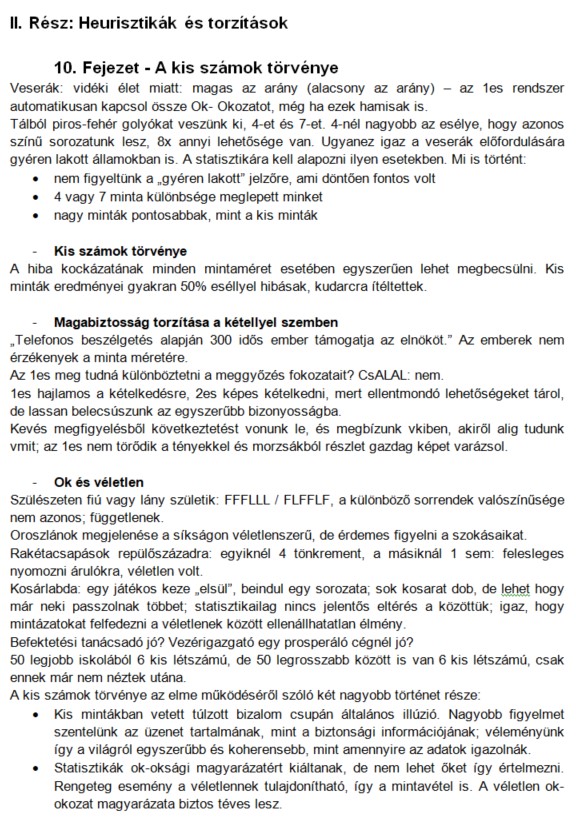 II. Rész: Heurisztikák és torzítások
10. Fejezet - A kis számok törvénye
Veserák: vidéki élet miatt: magas az arány (alacsony az arány) – az 1es rendszer
automatikusan kapcsol össze Ok- Okozatot, még ha ezek hamisak is.
Tálból piros-fehér golyókat veszünk ki, 4-et és 7-et. 4-nél nagyobb az esélye, hogy azonos
színű sorozatunk lesz, 8x annyi lehetősége van. Ugyanez igaz a veserák előfordulására
gyéren lakott államokban is. A statisztikára kell alapozni ilyen esetekben. Mi is történt:
• nem figyeltünk a „gyéren lakott" jelzőre, ami döntően fontos volt
• 4 vagy 7 minta különbsége meglepett minket
• nagy minták pontosabbak, mint a kis minták
- Kis számok törvénye
A hiba kockázatának minden mintaméret esetében egyszerűen lehet megbecsülni. Kis
minták eredményei gyakran 50% eséllyel hibásak, kudarcra ítéltettek.
- Magabiztosság torzítása a kétellyel szemben
„Telefonos beszélgetés alapján 300 idős ember támogatja az elnököt." Az emberek nem
érzékenyek a minta méretére.
Az 1es meg tudná különböztetni a meggyőzés fokozatait? CsALAL: nem.
1es hajlamos a kételkedésre, 2es képes kételkedni, mert ellentmondó lehetőségeket tárol,
de lassan belecsúszunk az egyszerűbb bizonyosságba.
Kevés megfigyelésből következtetést vonunk le, és megbízunk vkiben, akiről alig tudunk
vmit; az 1es nem törődik a tényekkel és morzsákból részlet gazdag képet varázsol.
- Ok és véletlen
Szülészeten fiú vagy lány születik: FFFLLL / FLFFLF, a különböző sorrendek valószínűsége
nem azonos; függetlenek.
Oroszlánok megjelenése a síkságon véletlenszerű, de érdemes figyelni a szokásaikat.
Rakétacsapások repülőszázadra: egyiknél 4 tönkrement, a másiknál 1 sem: felesleges
nyomozni árulókra, véletlen volt.
Kosárlabda: egy játékos keze „elsül", beindul egy sorozata; sok kosarat dob, de lehet hogy
már neki passzolnak többet; statisztikailag nincs jelentős eltérés a közöttük; igaz, hogy
mintázatokat felfedezni a véletlenek között ellenállhatatlan élmény.
Befektetési tanácsadó jó? Vezérigazgató egy prosperáló cégnél jó?
50 legjobb iskolából 6 kis létszámú, de 50 legrosszabb között is van 6 kis létszámú, csak
ennek már nem néztek utána.
A kis számok törvénye az elme működéséről szóló két nagyobb történet része:
• Kis mintákban vetett túlzott bizalom csupán általános illúzió. Nagyobb figyelmet
szentelünk az üzenet tartalmának, mint a biztonsági információjának; véleményünk
így a világról egyszerűbb és koherensebb, mint amennyire az adatok igazolnák.
• Statisztikák ok-oksági magyarázatért kiáltanak, de nem lehet őket így értelmezni.
Rengeteg esemény a véletlennek tulajdonítható, így a mintavétel is. A véletlen ok-
okozat magyarázata biztos téves lesz.